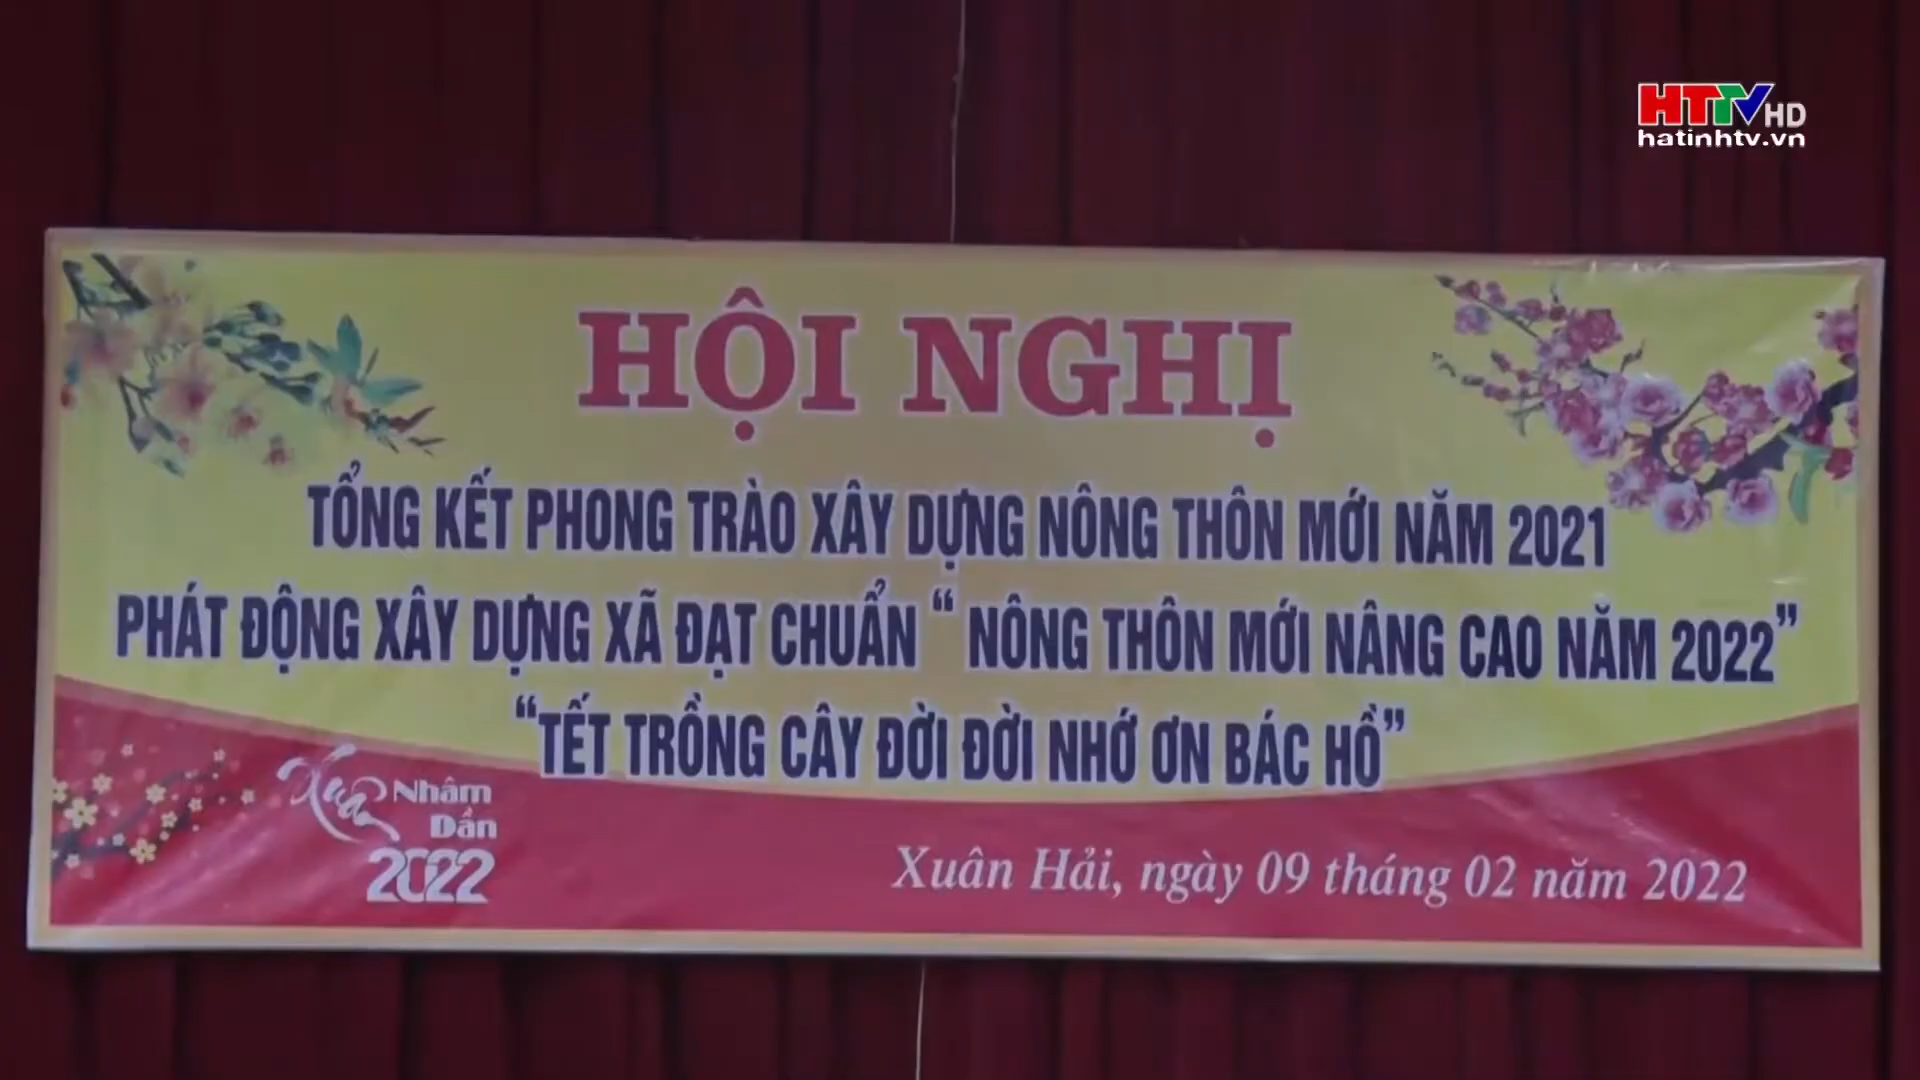 HTTV HD
hatinhtv.vn
HỘI NGHỊ
TỔNG KẾT PHONG TRÀO XÂY DỰNG NÔNG THÔN MỚI NĂM 2021
PHÁT ĐỘNG XÂY DỰNG XÃ ĐẠT CHUẨN “ NÔNG THÔN MỚI NÂNG CAO NĂM 2022”
“TẾT TRỒNG CÂY ĐỜI ĐỜI NHỚ ƠN BÁC HỒ”
Xuân Nhâm
Dần
2022
Xuân Hải, ngày 09 tháng 02 năm 2022